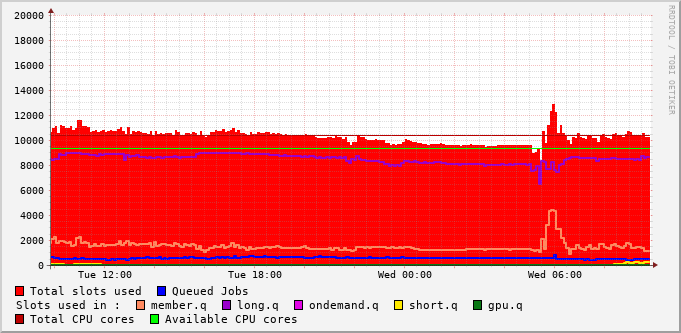 20000
18000
16000
14000
12000
10000
8000
6000
4000
2000
0
Tue 12:00 Tue 18:00 Wed 00:00 Wed 06:00
RRDTOOL / TOBI OETIKER
Total slots used Queued Jobs
Slots used in : member.q long.q ondemand.q short.q gpu.q
Total CPU cores Available CPU cores